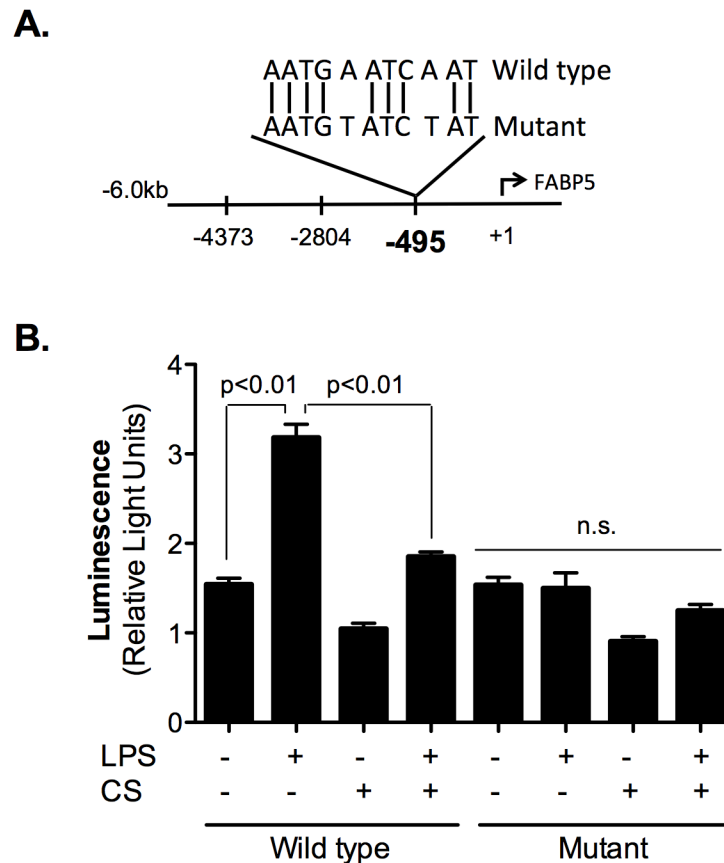 A.
AATG A ATC A AT Wild type
AATG T ATC T AT Mutant
-6.0kb FABP5
-4373 -2804 -495 +1
B.
Luminescence
(Relative Light Units)
4
p<0.01 p<0.01
3
2
n.s.
1
0
LPS - + - + - + - +
CS - - + + - - + +
Wild type Mutant